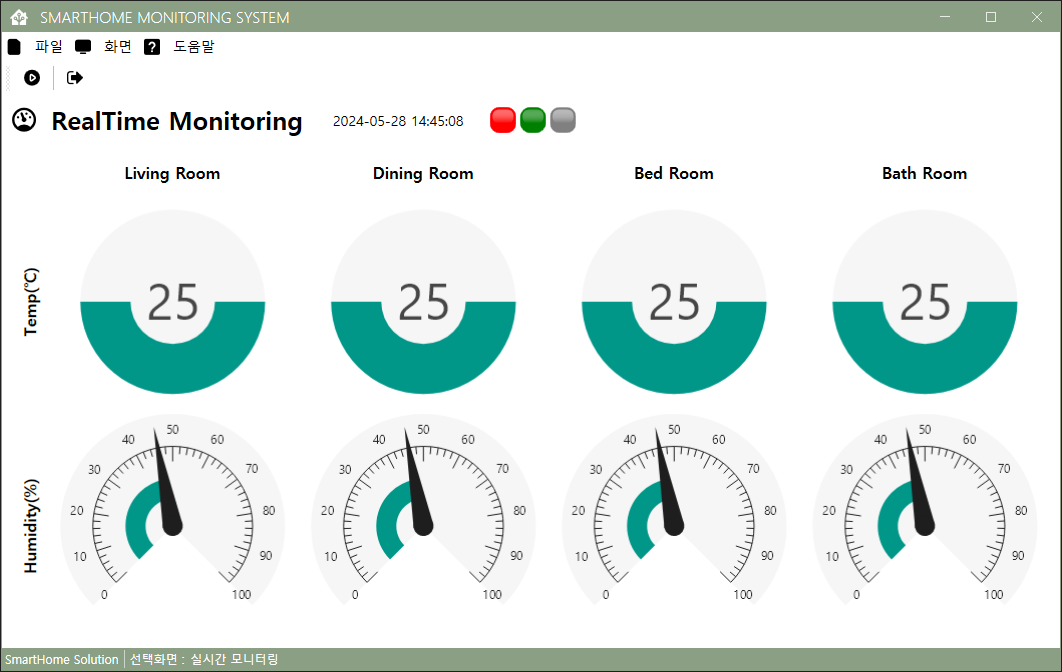 SMARTHOME MONITORING SYSTEM
파일 화면 ? 도움말
RealTime Monitoring 2024-05-28 14:45:08
Living Room Dining Room Bed Room Bath Room
Temp(℃)
25 25 25 25
Humidity(%)
0 10 20 30 40 50 60 70 80 90 100
0 10 20 30 40 50 60 70 80 90 100
0 10 20 30 40 50 60 70 80 90 100
0 10 20 30 40 50 60 70 80 90 100
SmartHome Solution 선택화면 : 실시간 모니터링